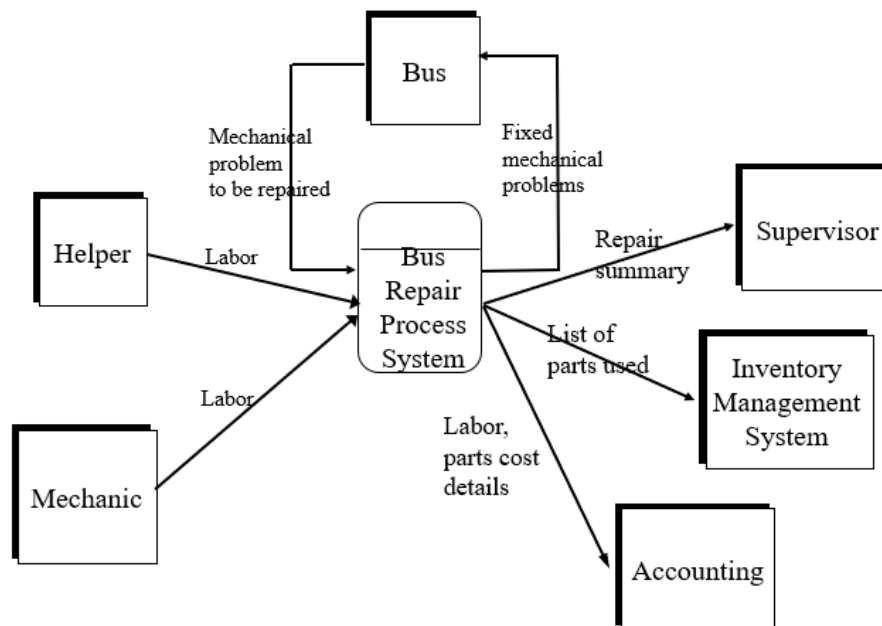 Bus
Mechanical
problem
to be repaired
Fixed
mechanical
problems
Helper
Labor
Bus
Repair
Process
System
Repair
summary
Supervisor
List of
parts used
Inventory
Management
System
Labor
Mechanic
Labor,
parts cost
details
Accounting